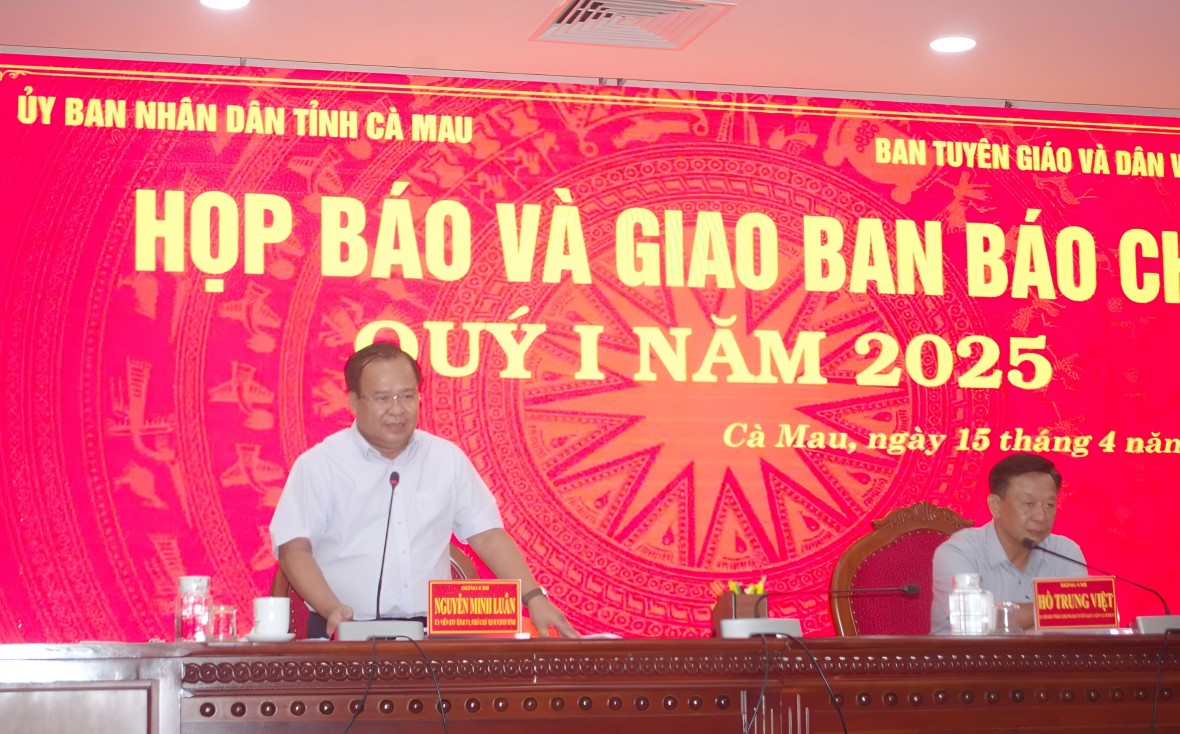 ỦY BAN NHÂN DÂN TỈNH CÀ MAU
BAN TUYÊN GIÁO VÀ DÂN V
HỌP BÁO VÀ GIAO BAN BÁO CH
QUÝ I NĂM 2025
Cà Mau, ngày 15 tháng 4 năm
NGUYỄN MINH LUÂN
HỒ TRUNG VIỆT